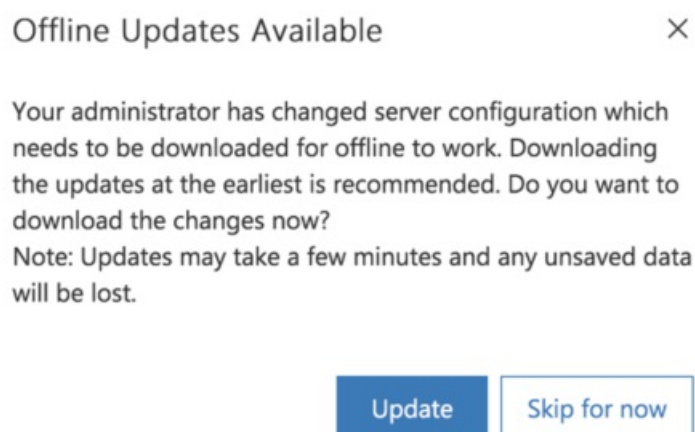 Offline Updates Available
Your administrator has changed server configuration which
needs to be downloaded for offline to work. Downloading
the updates at the earliest is recommended. Do you want to
download the changes now?
Note: Updates may take a few minutes and any unsaved data
will be lost.
Update Skip for now